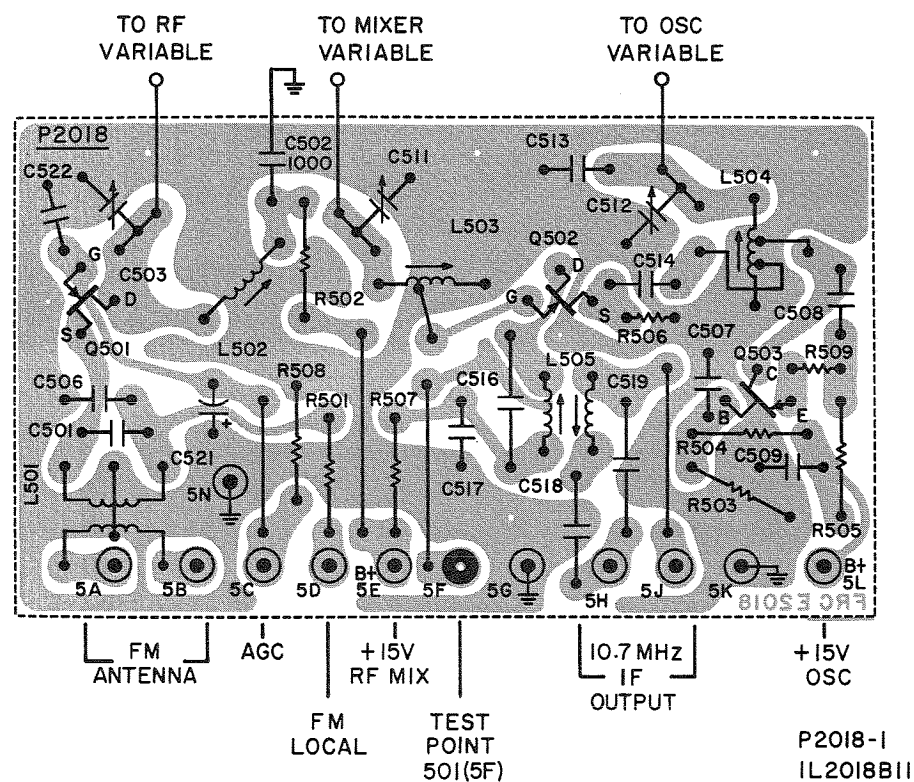 TO RF
VARIABLE
TO MIXER
VARIABLE
TO OSC
VARIABLE
P2018
C522
C502
1000
C511
C513
L504
C512
L503
Q502
G
C503
D
S
Q501
R502
G
D
S
C514
R506
C507
C508
L502
R508
C506
C501
R501
R507
C516
L505
C519
Q503
C
R509
B
E
L501
C521
5N
C517
C518
R504
C509
R503
R505
5A
5B
5C
5D
B+
5E
5F
5G
5H
5J
5K
B+
5L
FRC E2018
FM
ANTENNA
AGC
+15V
RF MIX
10.7 MHz
IF
OUTPUT
+15V
OSC
FM
LOCAL
TEST
POINT
501(5F)
P2018-1
IL2018B11